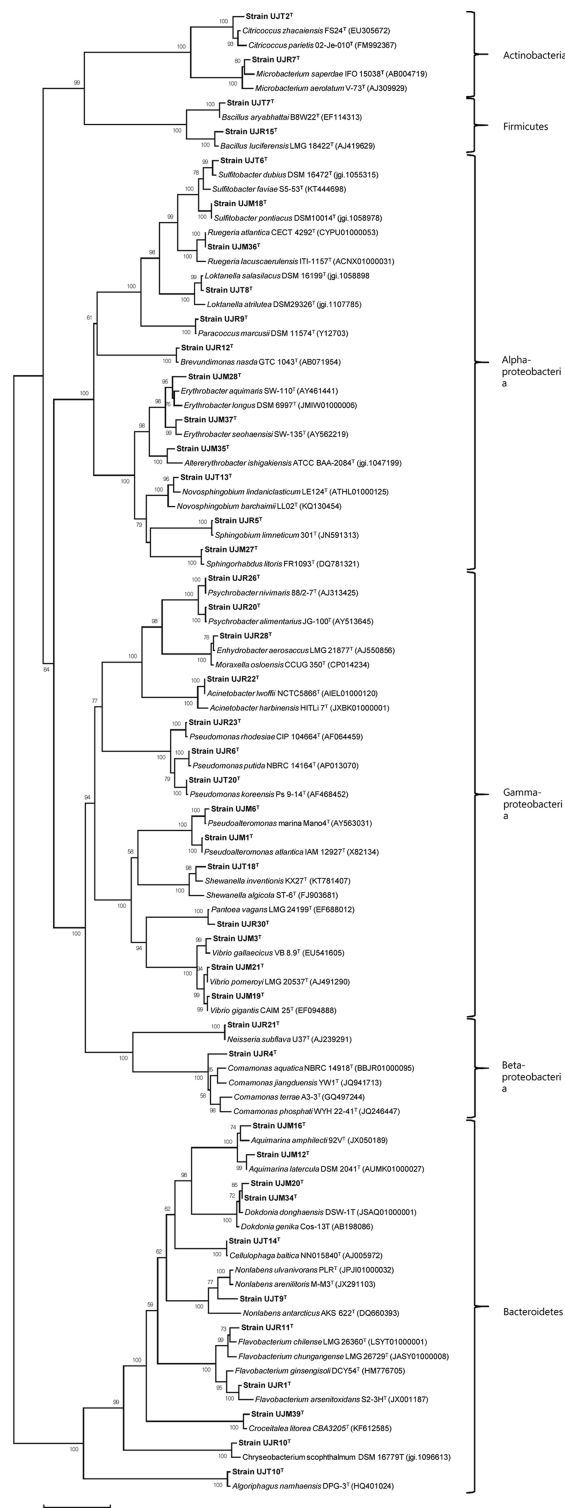 Strain UJT2ᵀ
Citricoccus zhacaiensis FS24ᵀ (EU305672)
Citricoccus parietis 02-Je-010ᵀ (FM992367)
Strain UJR7ᵀ
Microbacterium saperdae IFO 15038ᵀ (AB004719)
Microbacterium aerolatum V-73ᵀ (AJ309929)
Actinobacteria
Strain UJT7ᵀ
Bscillus aryabhattai B8W22ᵀ (EF114313)
Strain UJR15ᵀ
Bacillus luciferensis LMG 18422ᵀ (AJ419629)
Firmicutes
Strain UJT6ᵀ
Sulfitobacter dubius DSM 16472ᵀ (jgi.1055315)
Sulfitobacter faviae S5-53ᵀ (KT444698)
Strain UJM18ᵀ
Sulfitobacter pontiacus DSM10014ᵀ (jgi.1058978)
Ruegeria atlantica CECT 4292ᵀ (CYPU01000053)
Strain UJM36ᵀ
Ruegeria lacuscaerulensis ITI-1157ᵀ (ACNX01000031)
Loktanella salasilacus DSM 16199ᵀ (jgi.1058898
Strain UJT8ᵀ
Loktanella atrilutea DSM29326ᵀ (jgi.1107785)
Strain UJR9ᵀ
Paracoccus marcusii DSM 11574ᵀ (Y12703)
Strain UJR12ᵀ
Brevundimonas nasda GTC 1043ᵀ (AB071954)
Strain UJM28ᵀ
Erythrobacter aquimaris SW-110ᵀ (AY461441)
Erythrobacter longus DSM 6997ᵀ (JMIW01000006)
Strain UJM37ᵀ
Erythrobacter seohaensis SW-135ᵀ (AY562219)
Strain UJM35ᵀ
Altererythrobacter ishigakiensis ATCC BAA-2084ᵀ (jgi.1047199)
Strain UJT13ᵀ
Novosphingobium lindaniclasticum LE124ᵀ (ATHL01000125)
Novosphingobium barchaimii LL02ᵀ (KQ130454)
Strain UJR5ᵀ
Sphingobium limneticum 301ᵀ (JN591313)
Strain UJM27ᵀ
Sphingorhabdus litoris FR1093ᵀ (DQ781321)
Alpha-
proteobacteri
a
Strain UJR26ᵀ
Psychrobacter nivimaris 88/2-7ᵀ (AJ313425)
Strain UJR20ᵀ
Psychrobacter alimentarius JG-100ᵀ (AY513645)
Strain UJR28ᵀ
Enhydrobacter aerosaccus LMG 21877ᵀ (AJ550856)
Moraxella osloensis CCUG 350ᵀ (CP014234)
Strain UJR22ᵀ
Acinetobacter lwoffii NCTC5866ᵀ (AIEL01000120)
Acinetobacter harbinensis HITLi 7ᵀ (JXBK01000001)
Strain UJR23ᵀ
Pseudomonas rhodesiae CIP 104664ᵀ (AF064459)
Strain UJR6ᵀ
Pseudomonas putida NBRC 14164ᵀ (AP013070)
Strain UJT20ᵀ
Pseudomonas koreensis Ps 9-14ᵀ (AF468452)
Strain UJM6ᵀ
Pseudoalteromonas marina Mano4ᵀ (AY563031)
Strain UJM1ᵀ
Pseudoalteromonas atlantica IAM 12927ᵀ (X82134)
Strain UJT18ᵀ
Shewanella inventionis KX27ᵀ (KT781407)
Shewanella algicola ST-6ᵀ (FJ903681)
Pantoea vagans LMG 24199ᵀ (EF688012)
Strain UJR30ᵀ
Strain UJM3ᵀ
Vibrio gallaecicus VB 8.9ᵀ (EU541605)
Strain UJM21ᵀ
Vibrio pomeroyi LMG 20537ᵀ (AJ491290)
Strain UJM19ᵀ
Vibrio gigantis CAIM 25ᵀ (EF094888)
Gamma-
proteobacteri
a
Strain UJR21ᵀ
Neisseria subflava U37ᵀ (AJ239291)
Strain UJR4ᵀ
Comamonas aquatica NBRC 14918ᵀ (BBJR01000095)
Comamonas jiangduensis YW1ᵀ (JQ941713)
Comamonas terrae A3-3ᵀ (GQ497244)
Comamonas phosphati WYH 22-41ᵀ (JQ246447)
Beta-
proteobacteri
a
Strain UJM16ᵀ
Aquimarina amphilecti 92Vᵀ (JX050189)
Strain UJM12ᵀ
Aquimarina latercula DSM 2041ᵀ (AUMK01000027)
Strain UJM20ᵀ
Strain UJM34ᵀ
Dokdonia donghaensis DSW-1T (JSAQ01000001)
Dokdonia genika Cos-13T (AB198086)
Strain UJT14ᵀ
Cellulophaga baltica NN015840ᵀ (AJ005972)
Nonlabens ulvanivorans PLRᵀ (JPJI01000032)
Nonlabens arenilitoris M-M3ᵀ (JX291103)
Strain UJT9ᵀ
Nonlabens antarcticus AKS 622ᵀ (DQ660393)
Strain UJR11ᵀ
Flavobacterium chilense LMG 26360ᵀ (LSYT01000001)
Flavobacterium chungangense LMG 26729ᵀ (JASY01000008)
Flavobacterium ginsengisoli DCY54ᵀ (HM776705)
Strain UJR1ᵀ
Flavobacterium arsenitoxidans S2-3Hᵀ (JX001187)
Strain UJM39ᵀ
Croceitalea litorea CBA3205ᵀ (KF612585)
Strain UJR10ᵀ
Chryseobacterium scophthalmum DSM 16779T (jgi.1096613)
Strain UJT10ᵀ
Algoriphagus namhaensis DPG-3ᵀ (HQ401024)
Bacteroidetes